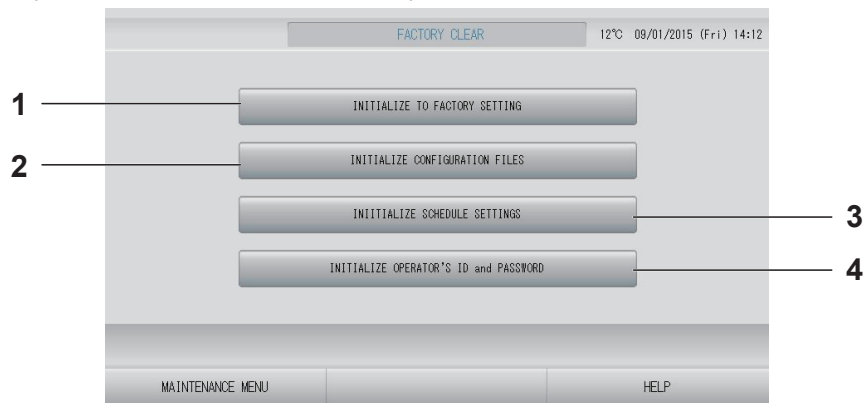 FACTORY CLEAR 12℃ 09/01/2015 (Fri) 14:12
1 INITIALIZE TO FACTORY SETTING
2 INITIALIZE CONFIGURATION FILES
INIITIALIZE SCHEDULE SETTINGS 3
INITIALIZE OPERATOR'S ID and PASSWORD 4
MAINTENANCE MENU HELP